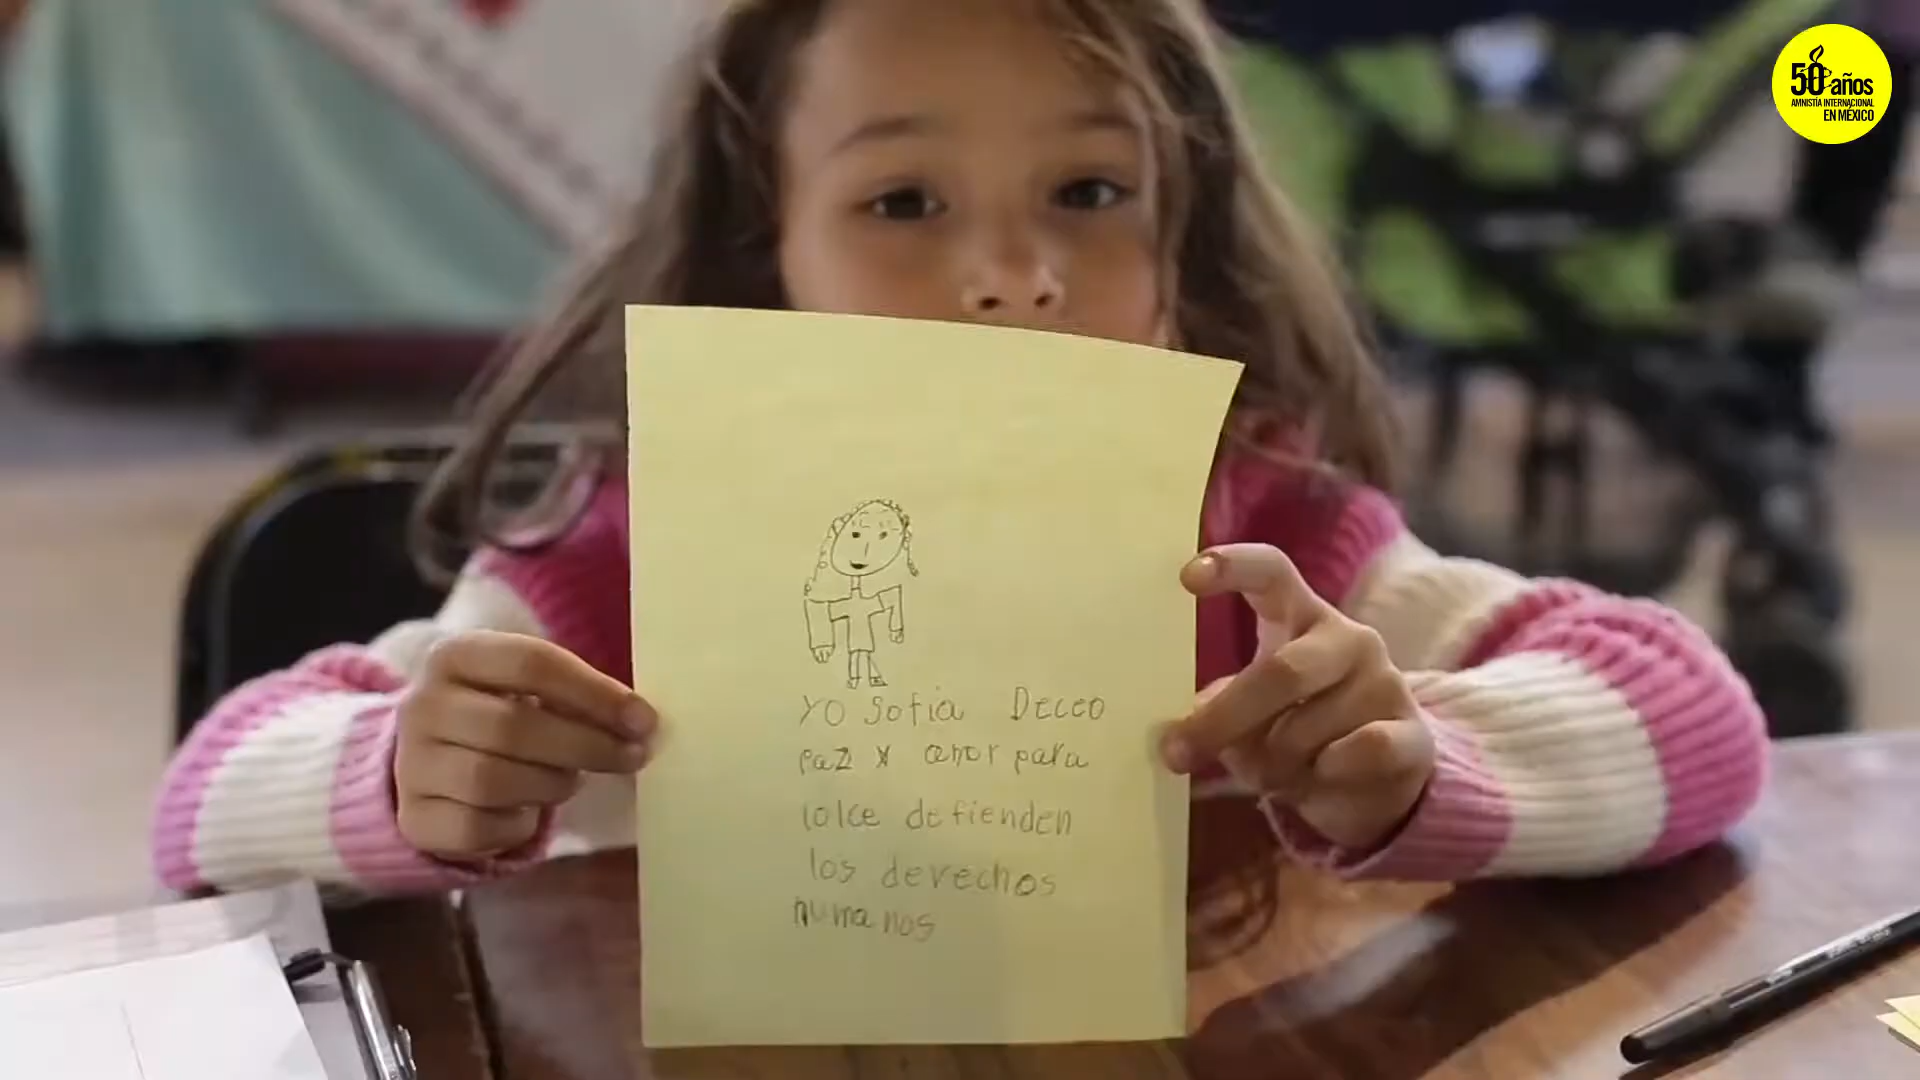 50 años
AMNISTÍA INTERNACIONAL
EN MÉXICO
YO Sofia Deceo
paz y amor para
lolce defienden
los derechos
humanos